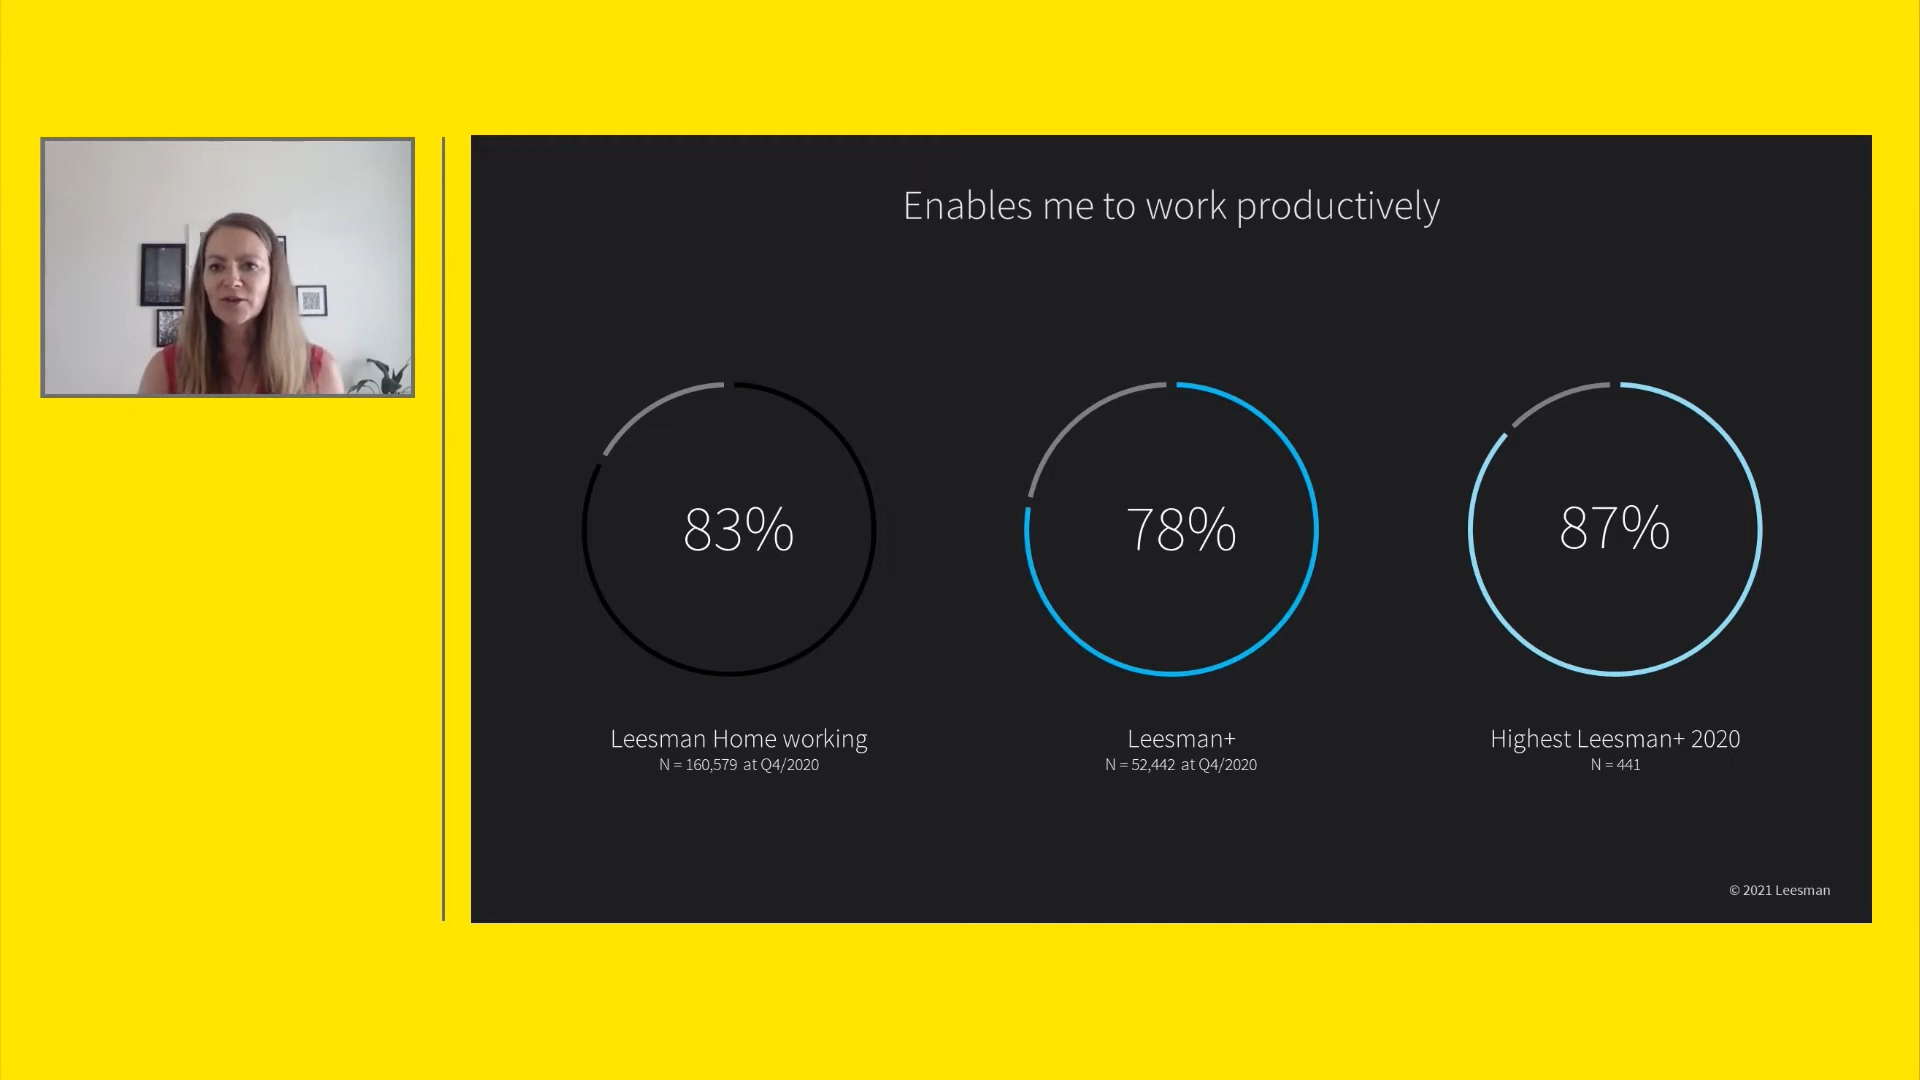 Enables me to work productively
83%
78%
87%
Leesman Home working
N = 160,579 at Q4/2020
Leesman+
N = 52,442 at Q4/2020
Highest Leesman+ 2020
N = 441
© 2021 Leesman